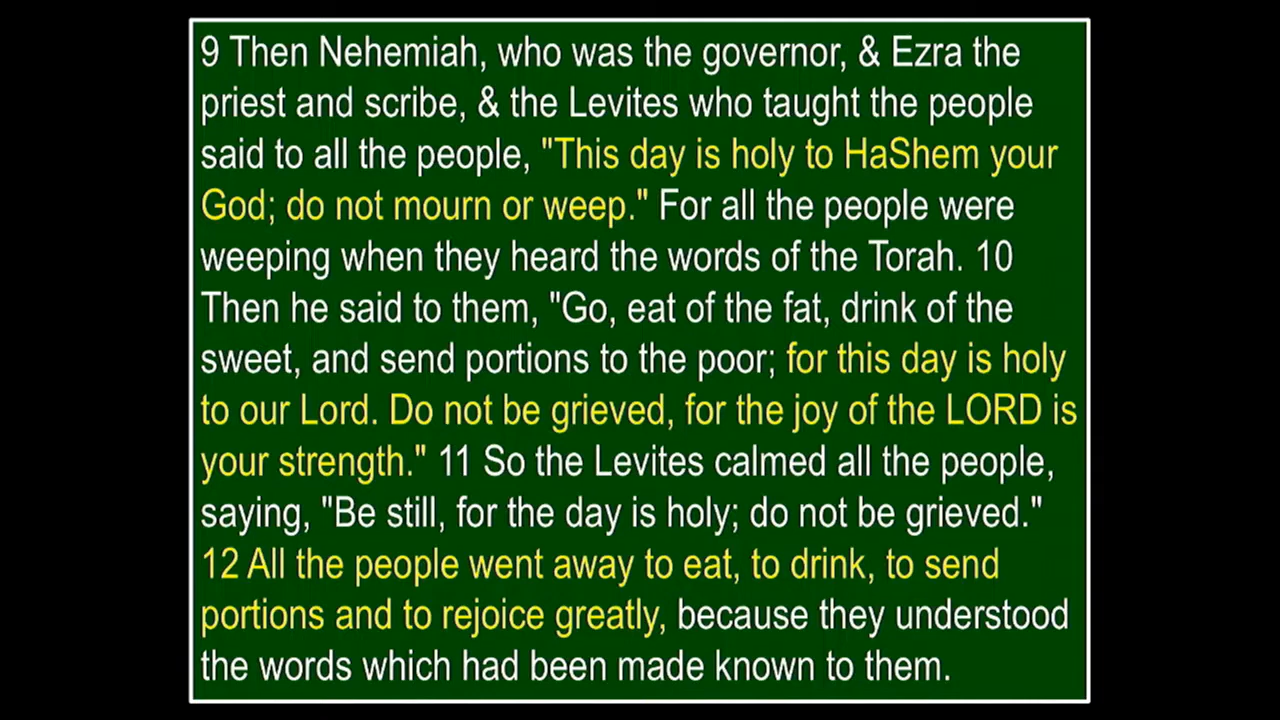 9 Then Nehemiah, who was the governor, & Ezra the
priest and scribe, & the Levites who taught the people
said to all the people, "This day is holy to HaShem your
God; do not mourn or weep." For all the people were
weeping when they heard the words of the Torah. 10
Then he said to them, "Go, eat of the fat, drink of the
sweet, and send portions to the poor; for this day is holy
to our Lord. Do not be grieved, for the joy of the LORD is
your strength." 11 So the Levites calmed all the people,
saying, "Be still, for the day is holy; do not be grieved."
12 All the people went away to eat, to drink, to send
portions and to rejoice greatly, because they understood
the words which had been made known to them.